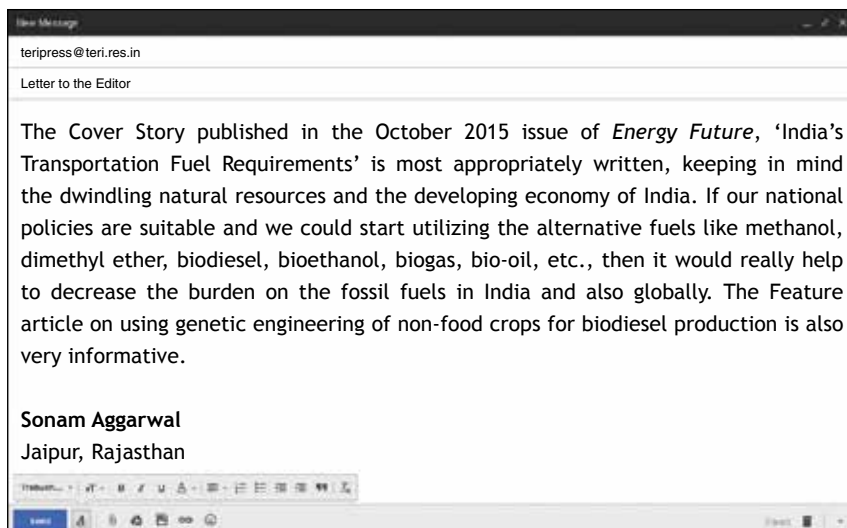 New Message
teripress@teri.res.in
Letter to the Editor
The Cover Story published in the October 2015 issue of Energy Future, ‘India’s
Transportation Fuel Requirements’ is most appropriately written, keeping in mind
the dwindling natural resources and the developing economy of India. If our national
policies are suitable and we could start utilizing the alternative fuels like methanol,
dimethyl ether, biodiesel, bioethanol, biogas, bio-oil, etc., then it would really help
to decrease the burden on the fossil fuels in India and also globally. The Feature
article on using genetic engineering of non-food crops for biodiesel production is also
very informative.
Sonam Aggarwal
Jaipur, Rajasthan
Send